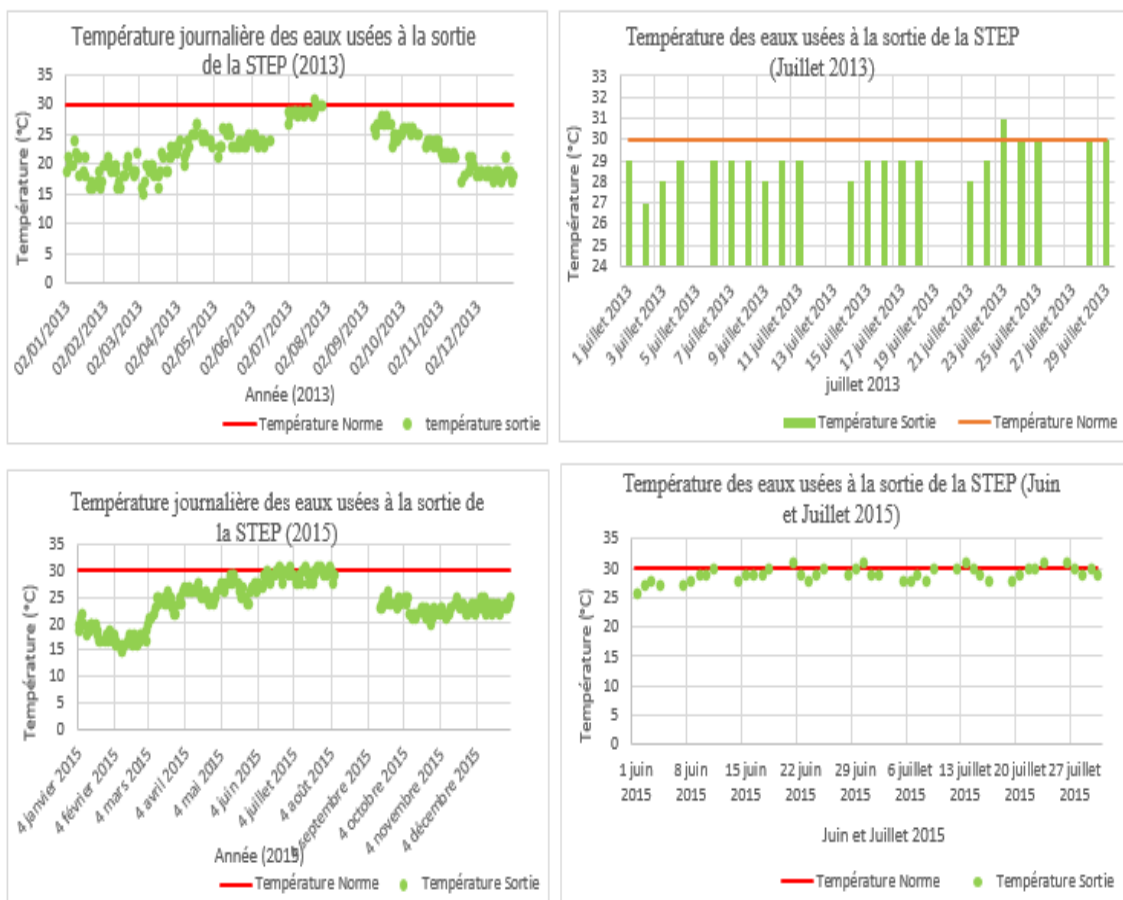 Température journalière des eaux usées à la sortie
de la STEP (2013)
Température (°C)
35
30
25
20
15
10
5
0
02/01/2013
02/02/2013
02/03/2013
02/04/2013
02/05/2013
02/06/2013
02/07/2013
02/08/2013
02/09/2013
02/10/2013
02/11/2013
02/12/2013
Année (2013)
Température Norme
température sortie
Température des eaux usées à la sortie de la STEP
(Juillet 2013)
Température (°C)
33
32
31
30
29
28
27
26
25
24
1 juillet 2013
3 juillet 2013
5 juillet 2013
7 juillet 2013
9 juillet 2013
11 juillet 2013
13 juillet 2013
15 juillet 2013
17 juillet 2013
19 juillet 2013
21 juillet 2013
23 juillet 2013
25 juillet 2013
27 juillet 2013
29 juillet 2013
juillet 2013
Température Sortie
Température Norme
Température journalière des eaux usées à la sortie de
la STEP (2015)
Température (°C)
35
30
25
20
15
10
5
0
4 janvier 2015
4 février 2015
4 mars 2015
4 avril 2015
4 mai 2015
4 juin 2015
4 juillet 2015
4 août 2015
septembre 2015
4 octobre 2015
4 novembre 2015
4 décembre 2015
Année (2015)
Température Norme
Température Sortie
Température des eaux usées à la sortie de la STEP (Juin
et Juillet 2015)
Température (°C)
35
30
25
20
15
10
5
0
1 juin 8 juin 15 juin 22 juin 29 juin 6 juillet 13 juillet 20 juillet 27 juillet
2015 2015 2015 2015 2015 2015 2015 2015 2015
Juin et Juillet 2015
Température Norme
Température Sortie